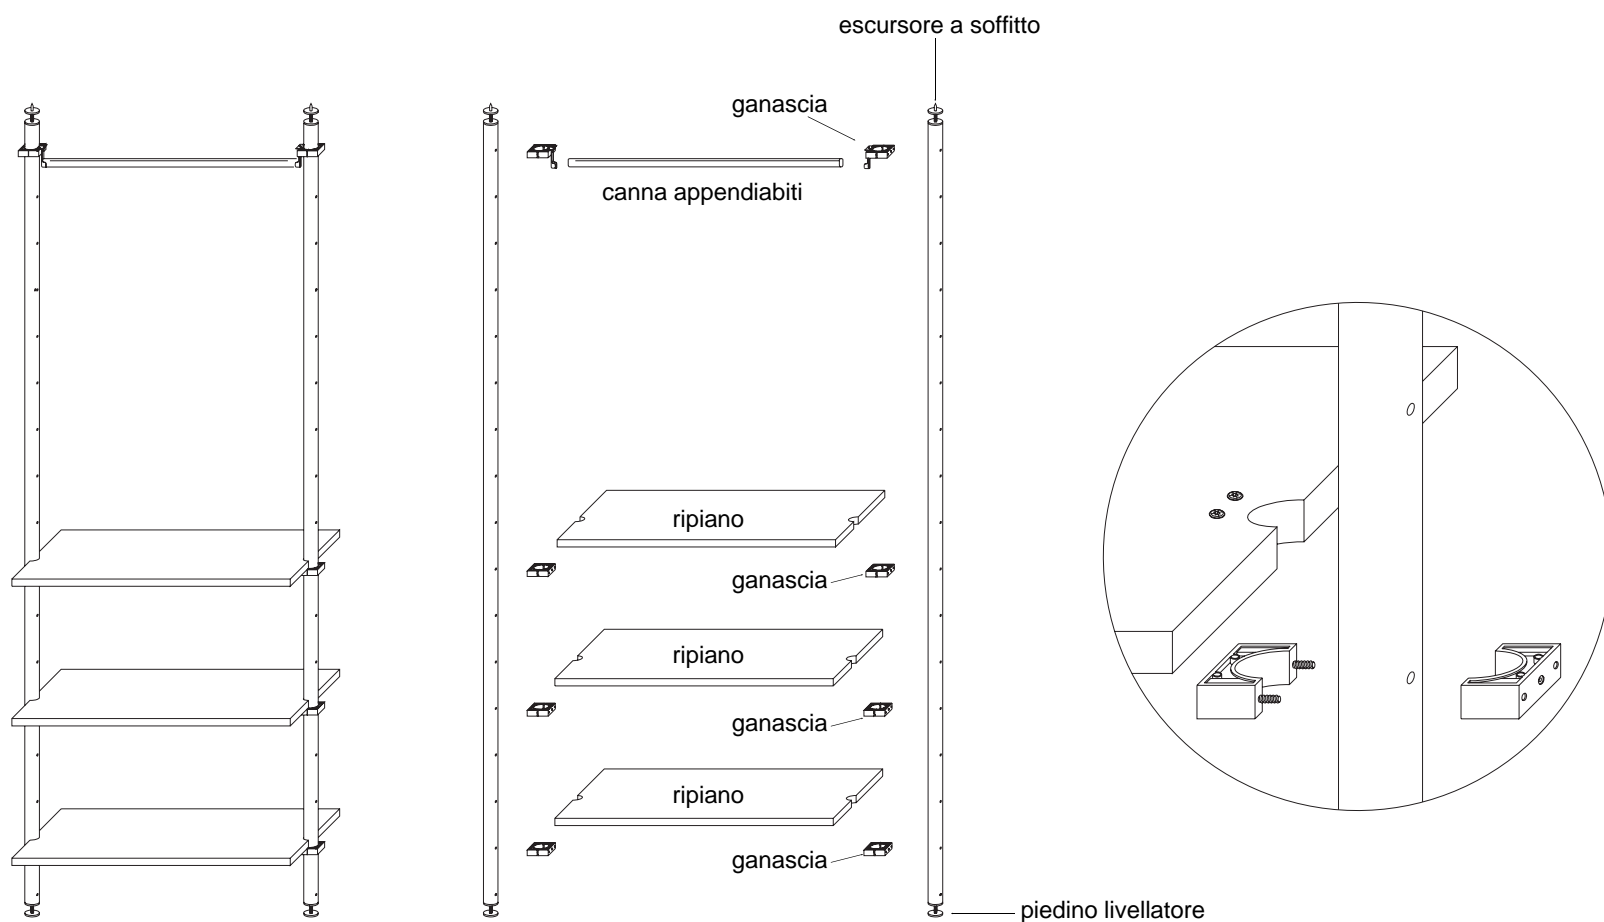 escursore a soffitto
ganascia
canna appendiabiti
ripiano
ganascia
ripiano
ganascia
ripiano
ganascia
piedino livellatore